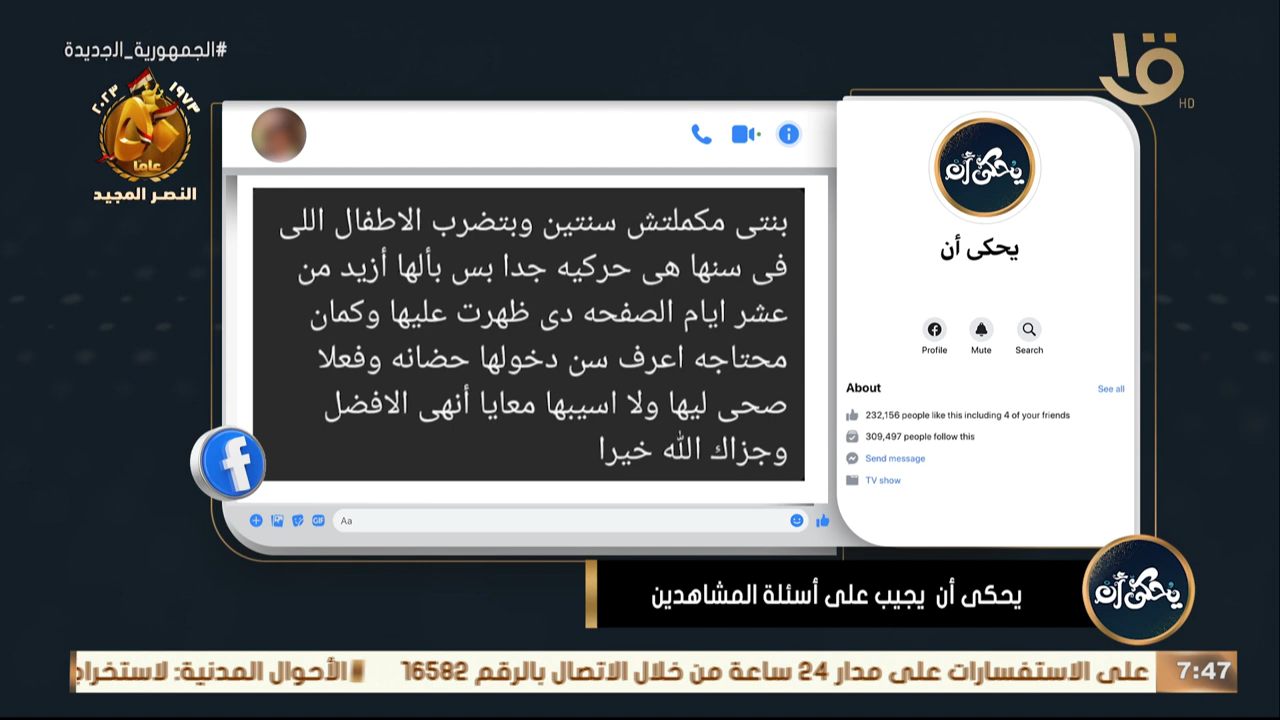 #الجمهورية_الجديدة
١٩٧٣
٢٠٢٣
٥٠
عاما
النصر المجيد
HD
بنتى مكملتش سنتين وبتضرب الاطفال اللى
فى سنها هى حركيه جدا بس بألها أزيد من
عشر ايام الصفحه دى ظهرت عليها وكمان
محتاجه اعرف سن دخولها حضانه وفعلا
صحى ليها ولا اسيبها معايا أنهى الافضل
وجزاك الله خيرا
GIF
Aa
يحكى أن
يحكى أن
Profile
Mute
Search
About
See all
232,156 people like this including 4 of your friends
309,497 people follow this
Send message
TV show
يحكى أن يجيب على أسئلة المشاهدين
يحكى أن
على الاستفسارات على مدار 24 ساعة من خلال الاتصال بالرقم 16582 الأحوال المدنية: لاستخراج
7:47